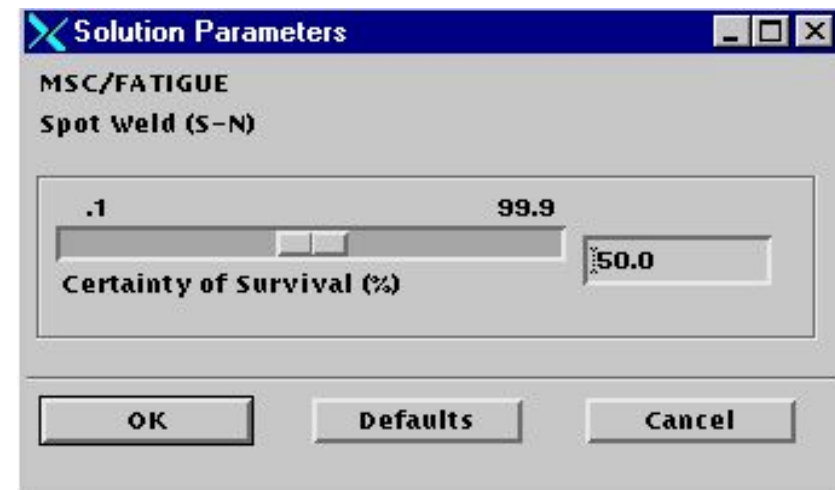 Solution Parameters
MSC/FATIGUE
Spot Weld (S-N)
.1 99.9
50.0
Certainty of Survival (%)
OK Defaults Cancel